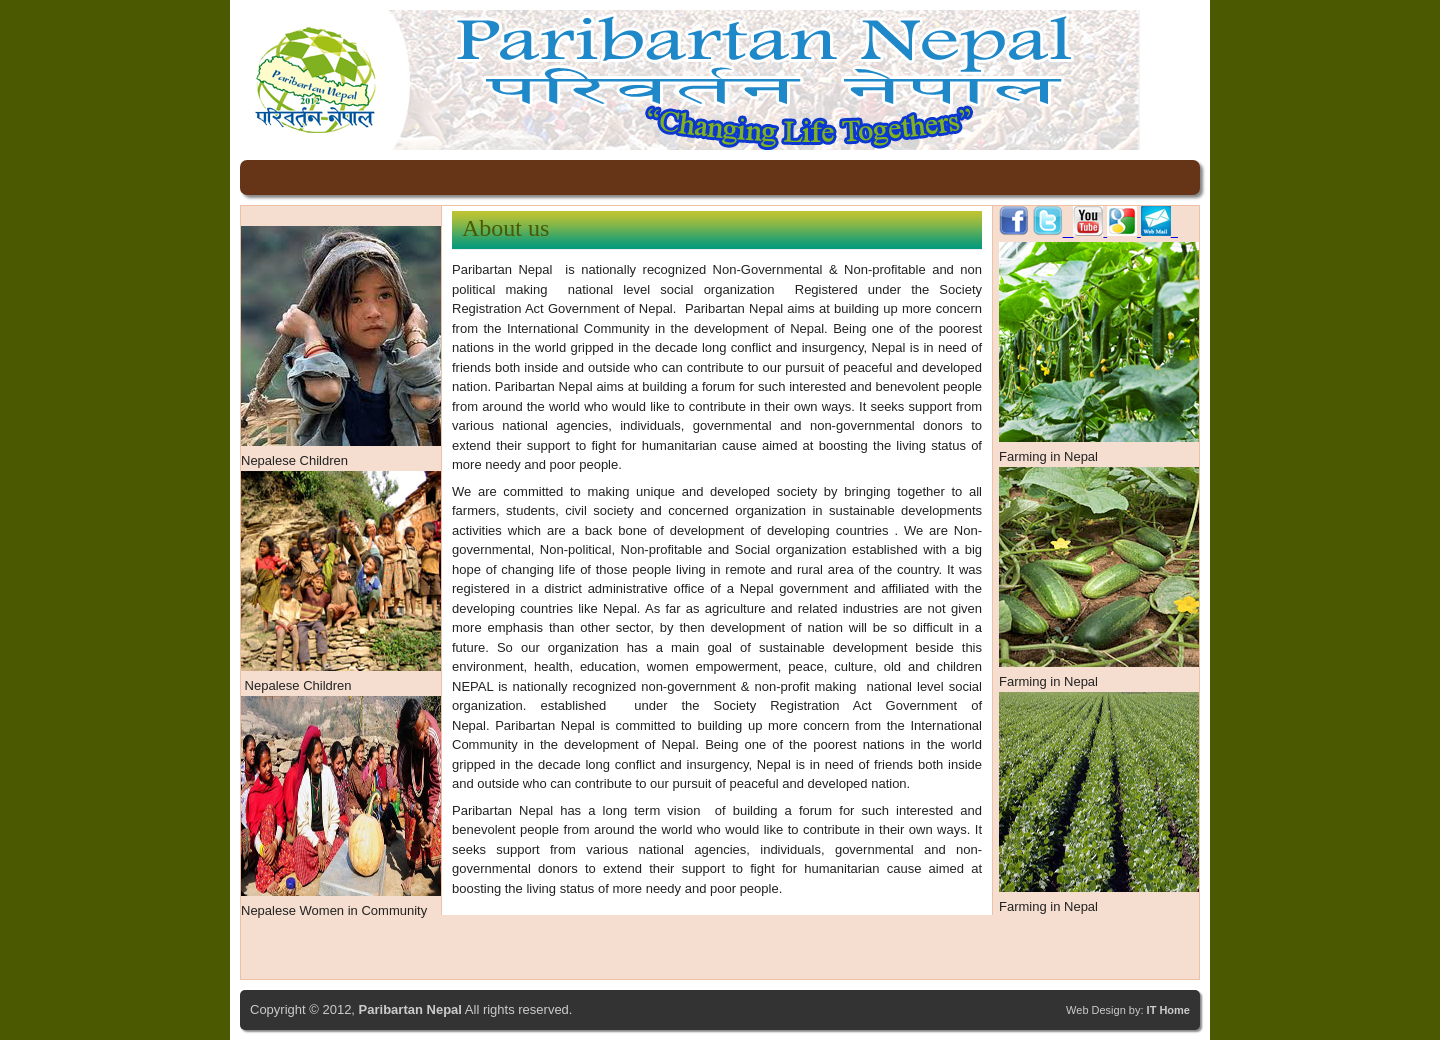 Paribartan Nepal
परिवर्तन नेपाल
“Changing Life Togethers”
Paribartan Nepal
2012
परिवर्तन-नेपाल
About us
Paribartan Nepal  is nationally recognized Non-Governmental & Non-profitable and non
political making  national level social organization  Registered under the Society
Registration Act Government of Nepal.  Paribartan Nepal aims at building up more concern
from the International Community in the development of Nepal. Being one of the poorest
nations in the world gripped in the decade long conflict and insurgency, Nepal is in need of
friends both inside and outside who can contribute to our pursuit of peaceful and developed
nation. Paribartan Nepal aims at building a forum for such interested and benevolent people
from around the world who would like to contribute in their own ways. It seeks support from
various national agencies, individuals, governmental and non-governmental donors to
extend their support to fight for humanitarian cause aimed at boosting the living status of
more needy and poor people.
We are committed to making unique and developed society by bringing together to all
farmers, students, civil society and concerned organization in sustainable developments
activities which are a back bone of development of developing countries . We are Non-
governmental, Non-political, Non-profitable and Social organization established with a big
hope of changing life of those people living in remote and rural area of the country. It was
registered in a district administrative office of a Nepal government and affiliated with the
developing countries like Nepal. As far as agriculture and related industries are not given
more emphasis than other sector, by then development of nation will be so difficult in a
future. So our organization has a main goal of sustainable development beside this
environment, health, education, women empowerment, peace, culture, old and children
NEPAL is nationally recognized non-government & non-profit making  national level social
organization. established  under the Society Registration Act Government of
Nepal. Paribartan Nepal is committed to building up more concern from the International
Community in the development of Nepal. Being one of the poorest nations in the world
gripped in the decade long conflict and insurgency, Nepal is in need of friends both inside
and outside who can contribute to our pursuit of peaceful and developed nation.
Paribartan Nepal has a long term vision  of building a forum for such interested and
benevolent people from around the world who would like to contribute in their own ways. It
seeks support from various national agencies, individuals, governmental and non-
governmental donors to extend their support to fight for humanitarian cause aimed at
boosting the living status of more needy and poor people.
Nepalese Children
Nepalese Children
Nepalese Women in Community
You
Tube
Web Mail
Farming in Nepal
Farming in Nepal
Farming in Nepal
Copyright © 2012, Paribartan Nepal All rights reserved.
Web Design by: IT Home